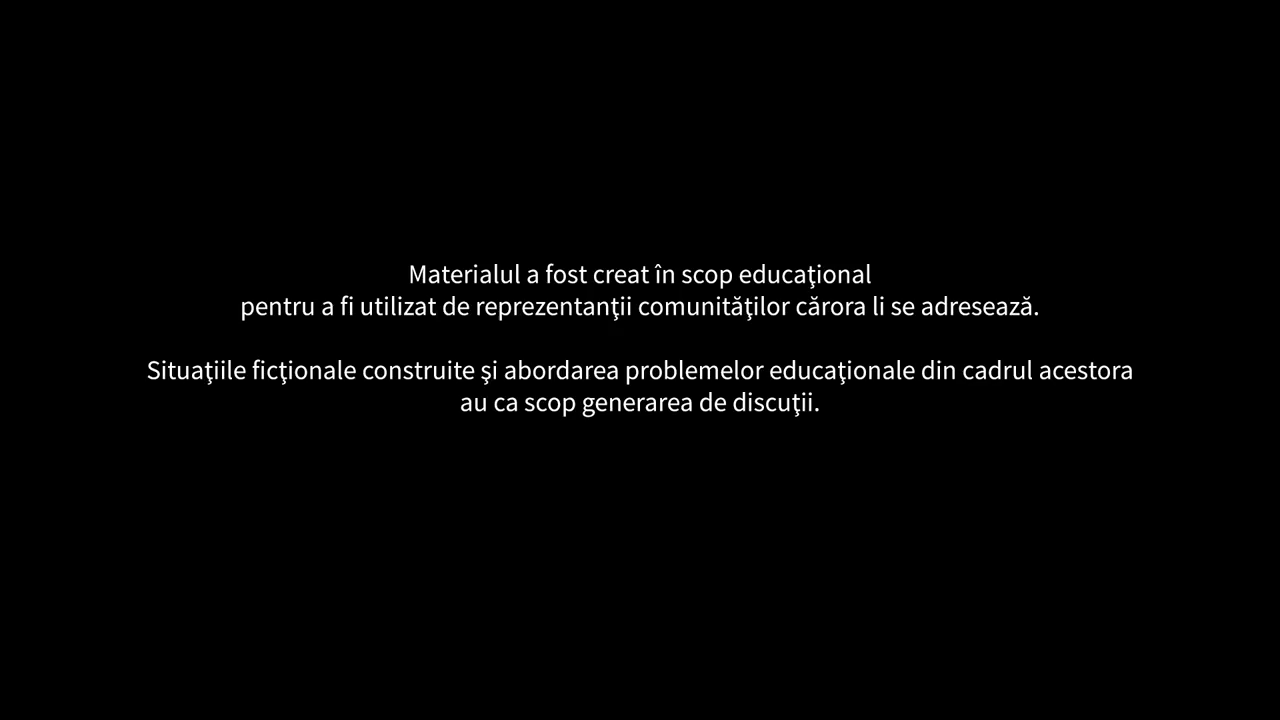 Materialul a fost creat în scop educaţional
pentru a fi utilizat de reprezentanţii comunităţilor cărora li se adresează.
Situaţiile ficţionale construite şi abordarea problemelor educaţionale din cadrul acestora
au ca scop generarea de discuţii.